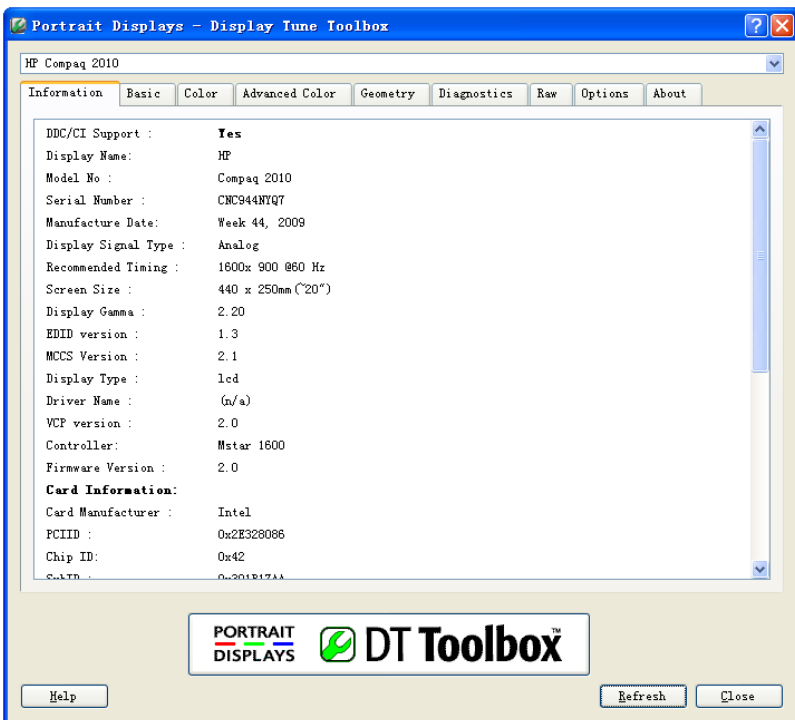 Portrait Displays - Display Tune Toolbox
HP Compaq 2010
Information Basic Color Advanced Color Geometry Diagnostics Raw Options About
DDC/CI Support : Yes
Display Name: HP
Model No : Compaq 2010
Serial Number : CNC944NYQ7
Manufacture Date: Week 44, 2009
Display Signal Type : Analog
Recommended Timing : 1600x 900 @60 Hz
Screen Size : 440 x 250mm(~20")
Display Gamma : 2.20
EDID version : 1.3
MCCS Version : 2.1
Display Type : lcd
Driver Name : (n/a)
VCP version : 2.0
Controller: Mstar 1600
Firmware Version : 2.0
Card Information:
Card Manufacturer : Intel
PCIID : 0x2E328086
Chip ID: 0x42
SubID :
PORTRAIT DISPLAYS DT Toolbox™
Help Refresh Close